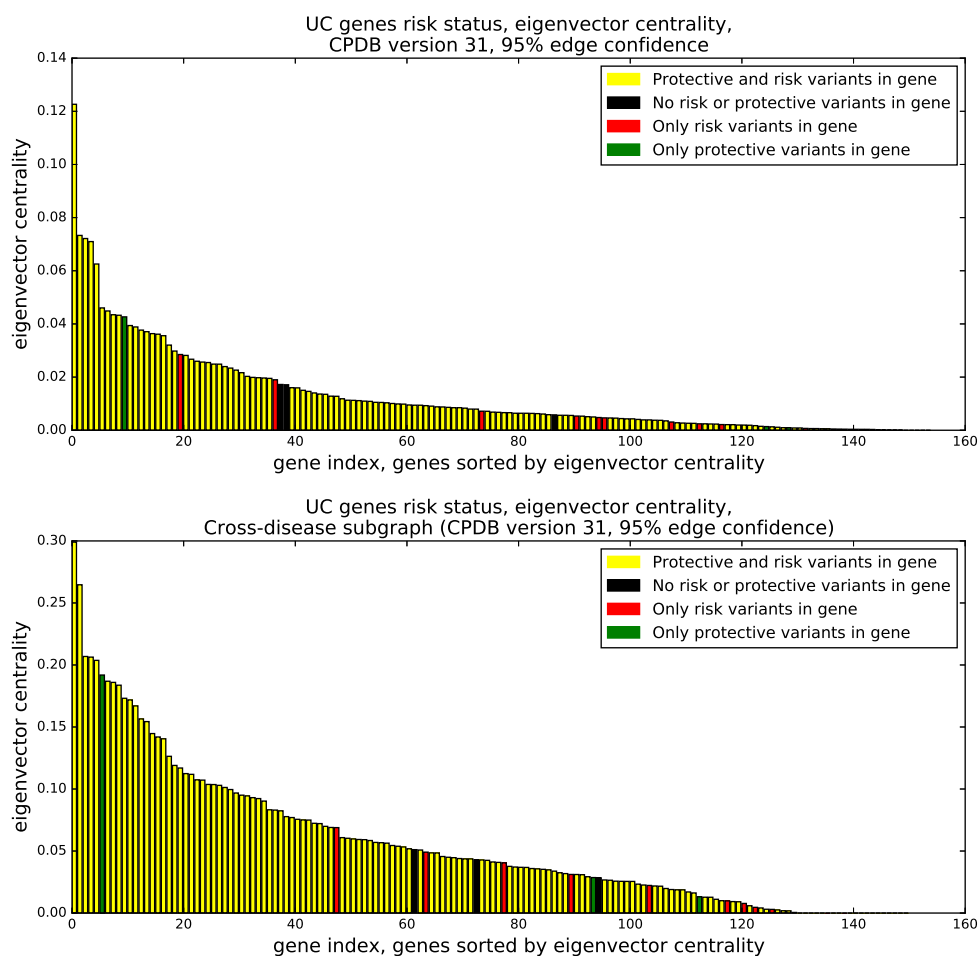 UC genes risk status, eigenvector centrality,
CPDB version 31, 95% edge confidence
0.14
0.12
0.10
0.08
0.06
0.04
0.02
0.00
eigenvector centrality
Protective and risk variants in gene
No risk or protective variants in gene
Only risk variants in gene
Only protective variants in gene
0 20 40 60 80 100 120 140 160
gene index, genes sorted by eigenvector centrality
UC genes risk status, eigenvector centrality,
Cross-disease subgraph (CPDB version 31, 95% edge confidence)
0.30
0.25
0.20
0.15
0.10
0.05
0.00
eigenvector centrality
Protective and risk variants in gene
No risk or protective variants in gene
Only risk variants in gene
Only protective variants in gene
0 20 40 60 80 100 120 140 160
gene index, genes sorted by eigenvector centrality